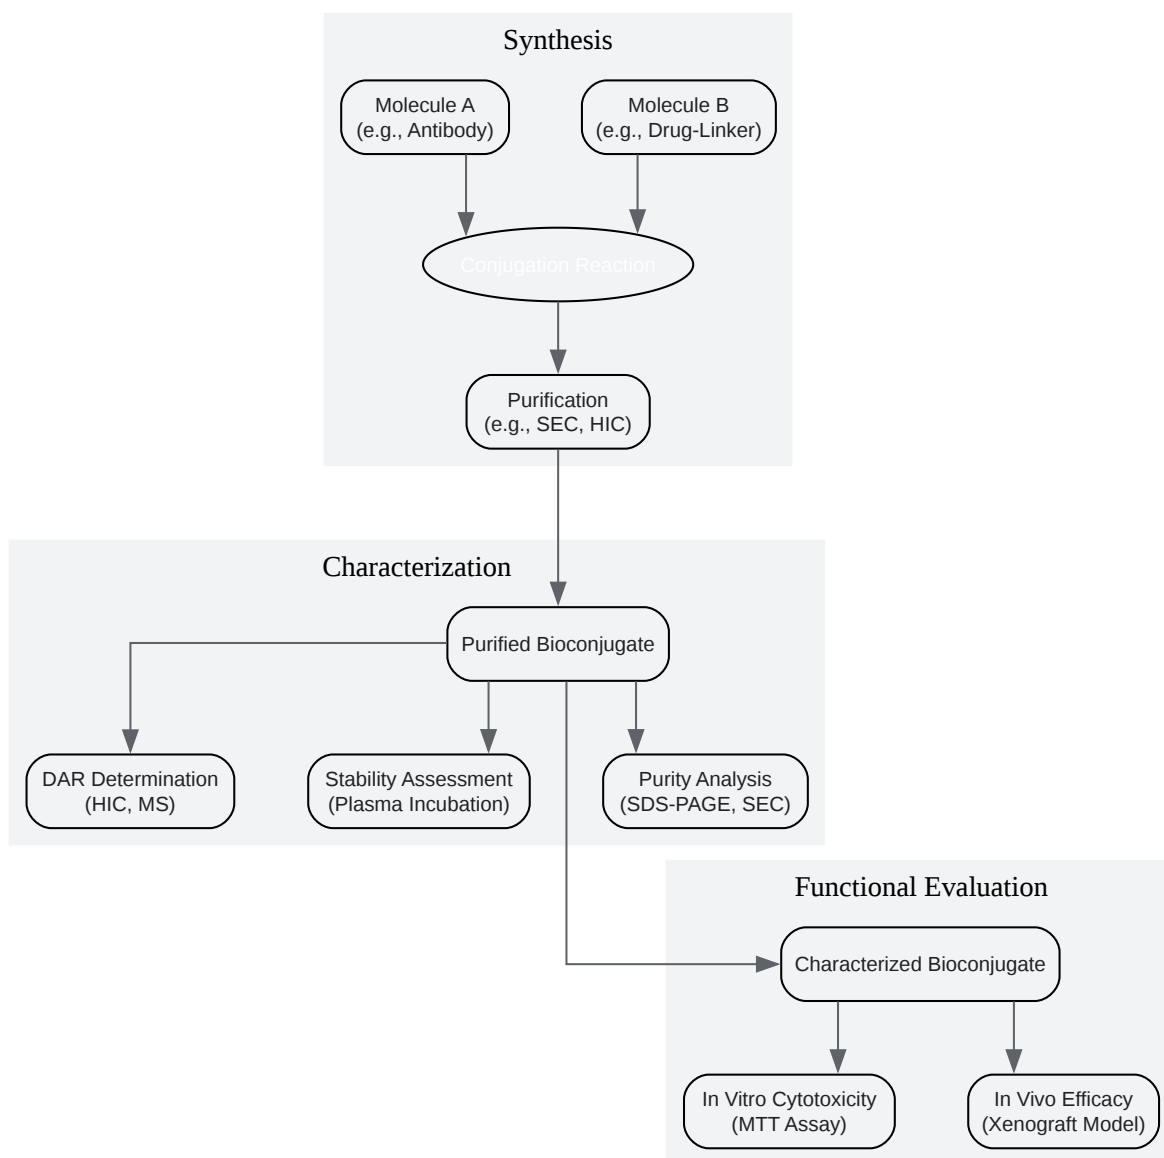 Synthesis
Molecule A
(e.g., Antibody)
Molecule B
(e.g., Drug-Linker)
Conjugation Reaction
Purification
(e.g., SEC, HIC)
Characterization
Purified Bioconjugate
DAR Determination
(HIC, MS)
Stability Assessment
(Plasma Incubation)
Purity Analysis
(SDS-PAGE, SEC)
Functional Evaluation
Characterized Bioconjugate
In Vitro Cytotoxicity
(MTT Assay)
In Vivo Efficacy
(Xenograft Model)